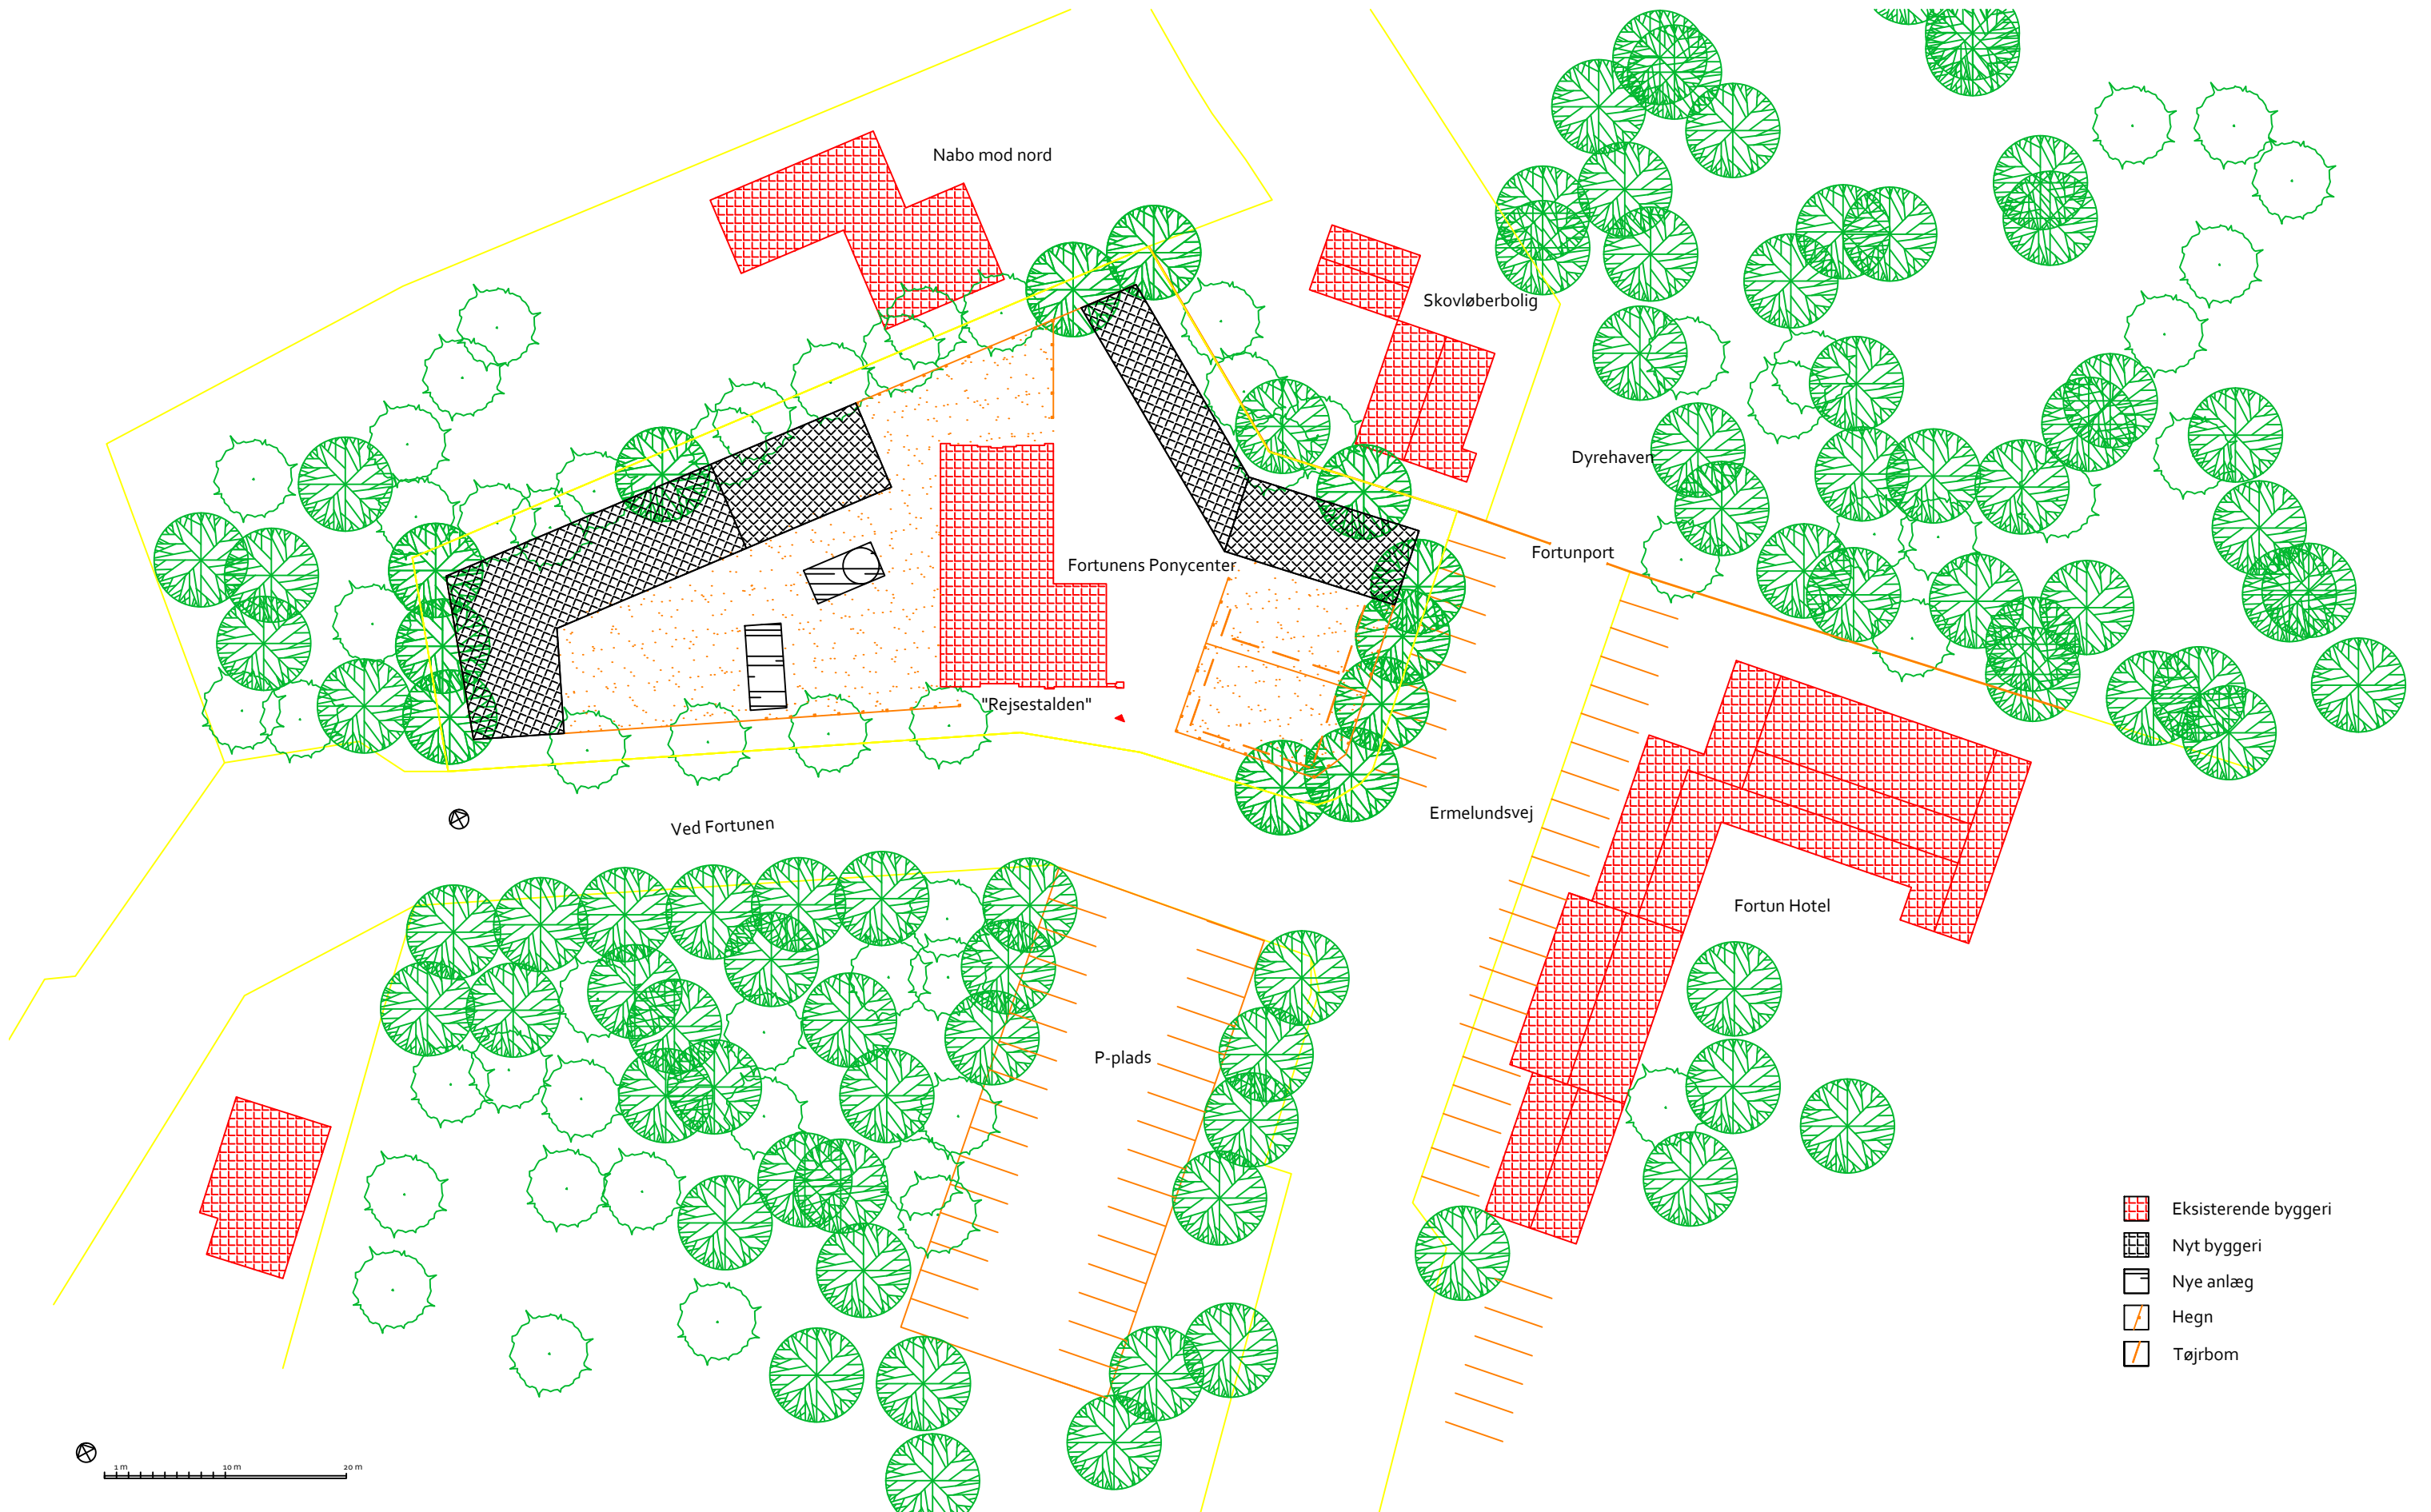 Nabo mod nord
Skovløberbolig
Dyrehaven
Fortunport
Fortunens Ponycenter
"Rejsestalden"
Ermelundsvej
Ved Fortunen
Fortun Hotel
P-plads
Eksisterende byggeri
Nyt byggeri
Nye anlæg
Hegn
Tøjrbom
1 m 10 m 20 m